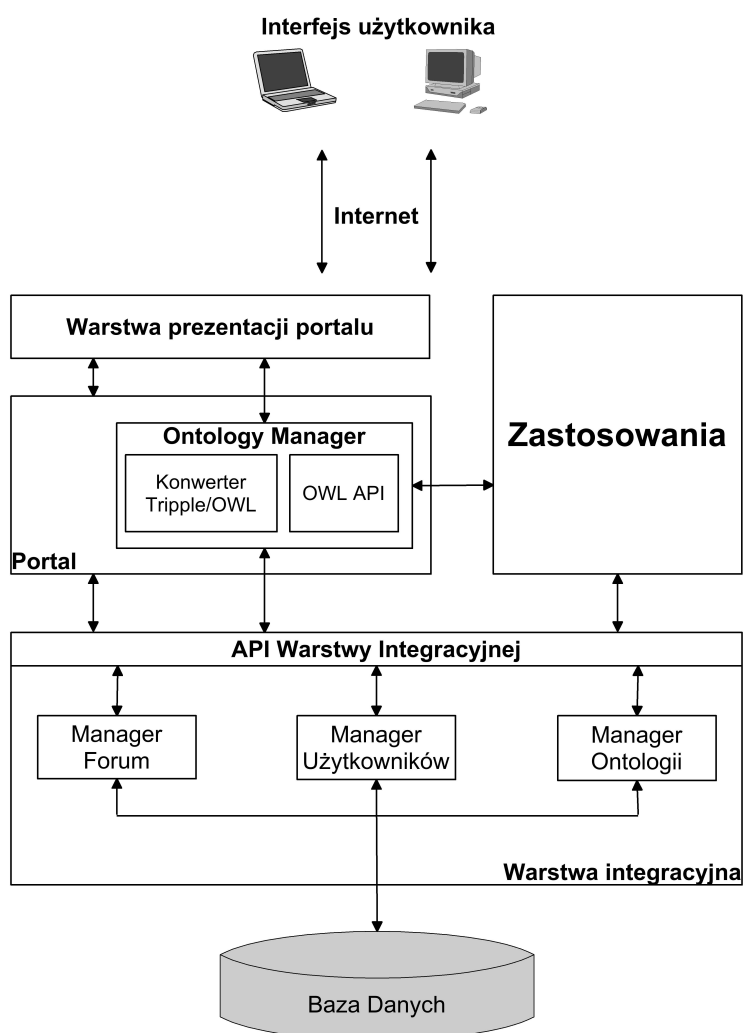 Interfejs użytkownika
Internet
Warstwa prezentacji portalu
Zastosowania
Ontology Manager
Konwerter
Tripple/OWL
OWL API
Portal
API Warstwy Integracyjnej
Manager
Forum
Manager
Użytkowników
Manager
Ontologii
Warstwa integracyjna
Baza Danych